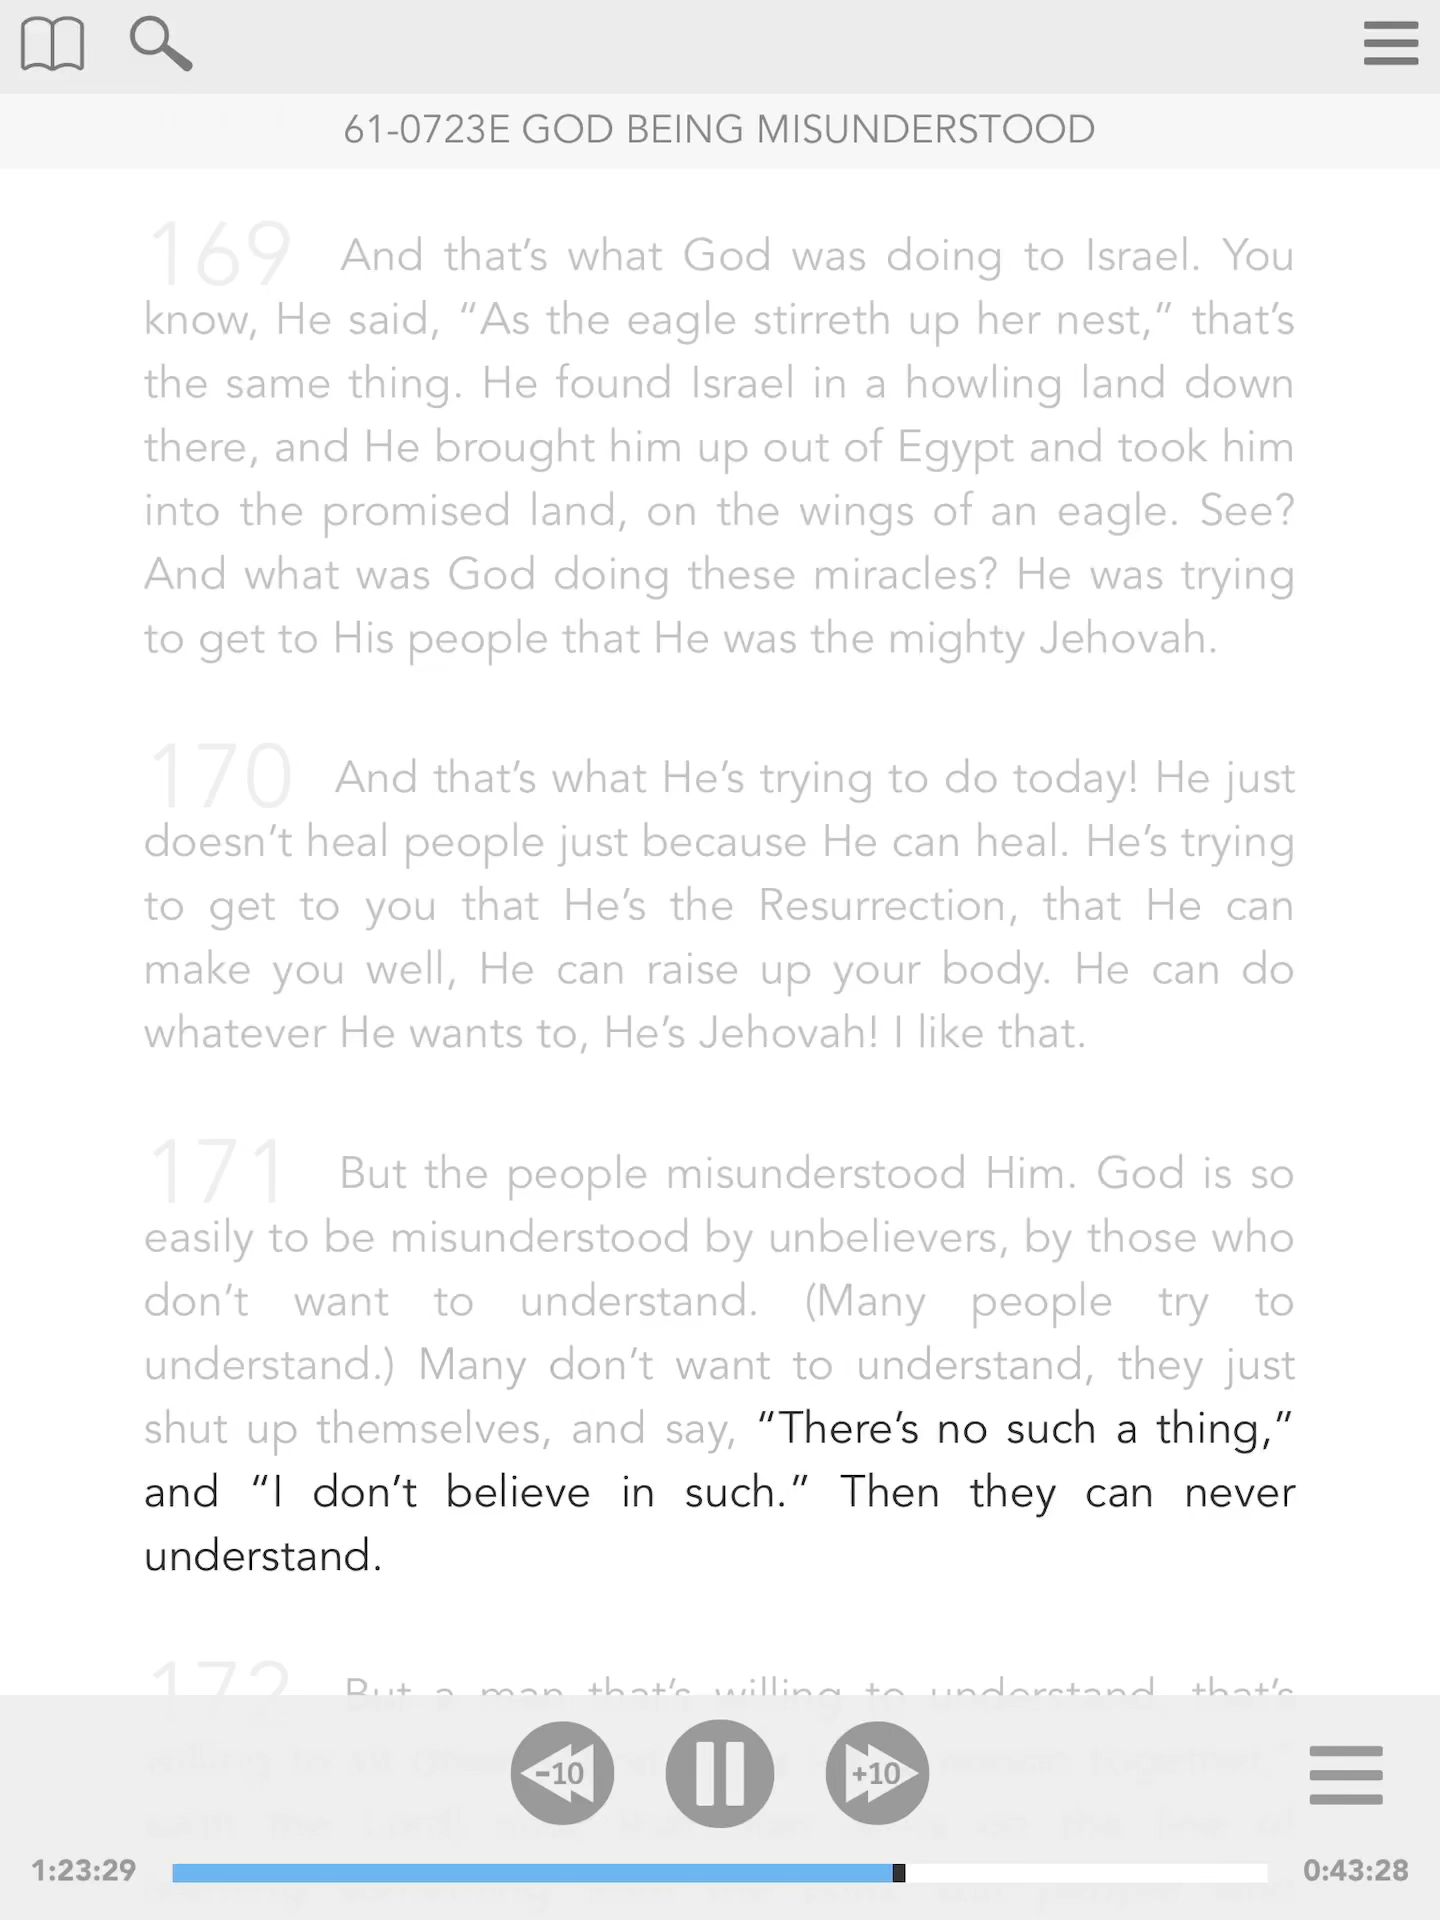 61-0723E GOD BEING MISUNDERSTOOD
169 And that’s what God was doing to Israel. You
know, He said, “As the eagle stirreth up her nest,” that’s
the same thing. He found Israel in a howling land down
there, and He brought him up out of Egypt and took him
into the promised land, on the wings of an eagle. See?
And what was God doing these miracles? He was trying
to get to His people that He was the mighty Jehovah.
170 And that’s what He’s trying to do today! He just
doesn’t heal people just because He can heal. He’s trying
to get to you that He’s the Resurrection, that He can
make you well, He can raise up your body. He can do
whatever He wants to, He’s Jehovah! I like that.
171 But the people misunderstood Him. God is so
easily to be misunderstood by unbelievers, by those who
don’t want to understand. (Many people try to
understand.) Many don’t want to understand, they just
shut up themselves, and say, “There’s no such a thing,”
and “I don’t believe in such.” Then they can never
understand.
172 But a man that’s willing to understand, that’s
-10 +10
1:23:29 0:43:28